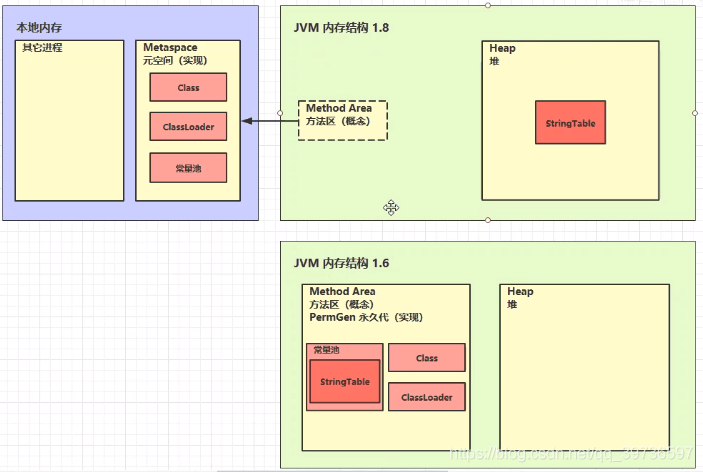 本地内存
其它进程
Metaspace
元空间（实现）
Class
ClassLoader
常量池
JVM 内存结构 1.8
Method Area
方法区（概念）
Heap
堆
StringTable
JVM 内存结构 1.6
Method Area
方法区（概念）
PermGen 永久代（实现）
常量池
StringTable
Class
ClassLoader
Heap
堆
https://blog.csdn.net/qq_39736597